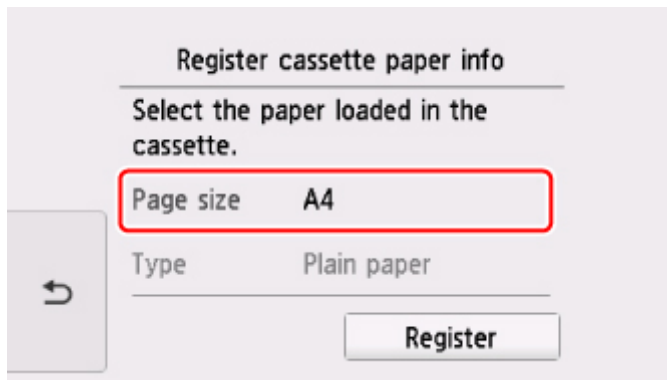 Register cassette paper info
Select the paper loaded in the
cassette.
Page size A4
Type Plain paper
Register